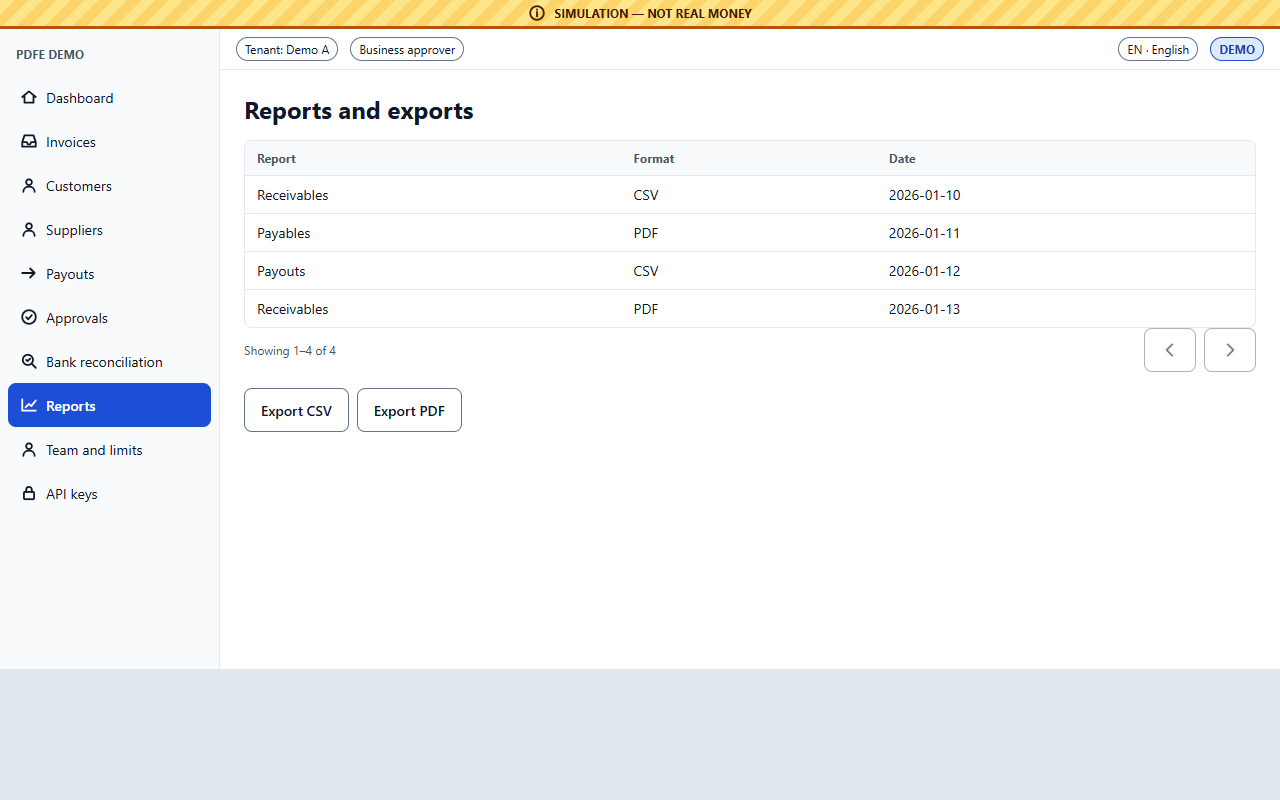 SIMULATION — NOT REAL MONEY
PDFE DEMO
Tenant: Demo A
Business approver
EN · English
DEMO
Dashboard
Invoices
Customers
Suppliers
Payouts
Approvals
Bank reconciliation
Reports
Team and limits
API keys
Reports and exports
Report Format Date
Receivables CSV 2026-01-10
Payables PDF 2026-01-11
Payouts CSV 2026-01-12
Receivables PDF 2026-01-13
Showing 1–4 of 4
Export CSV
Export PDF